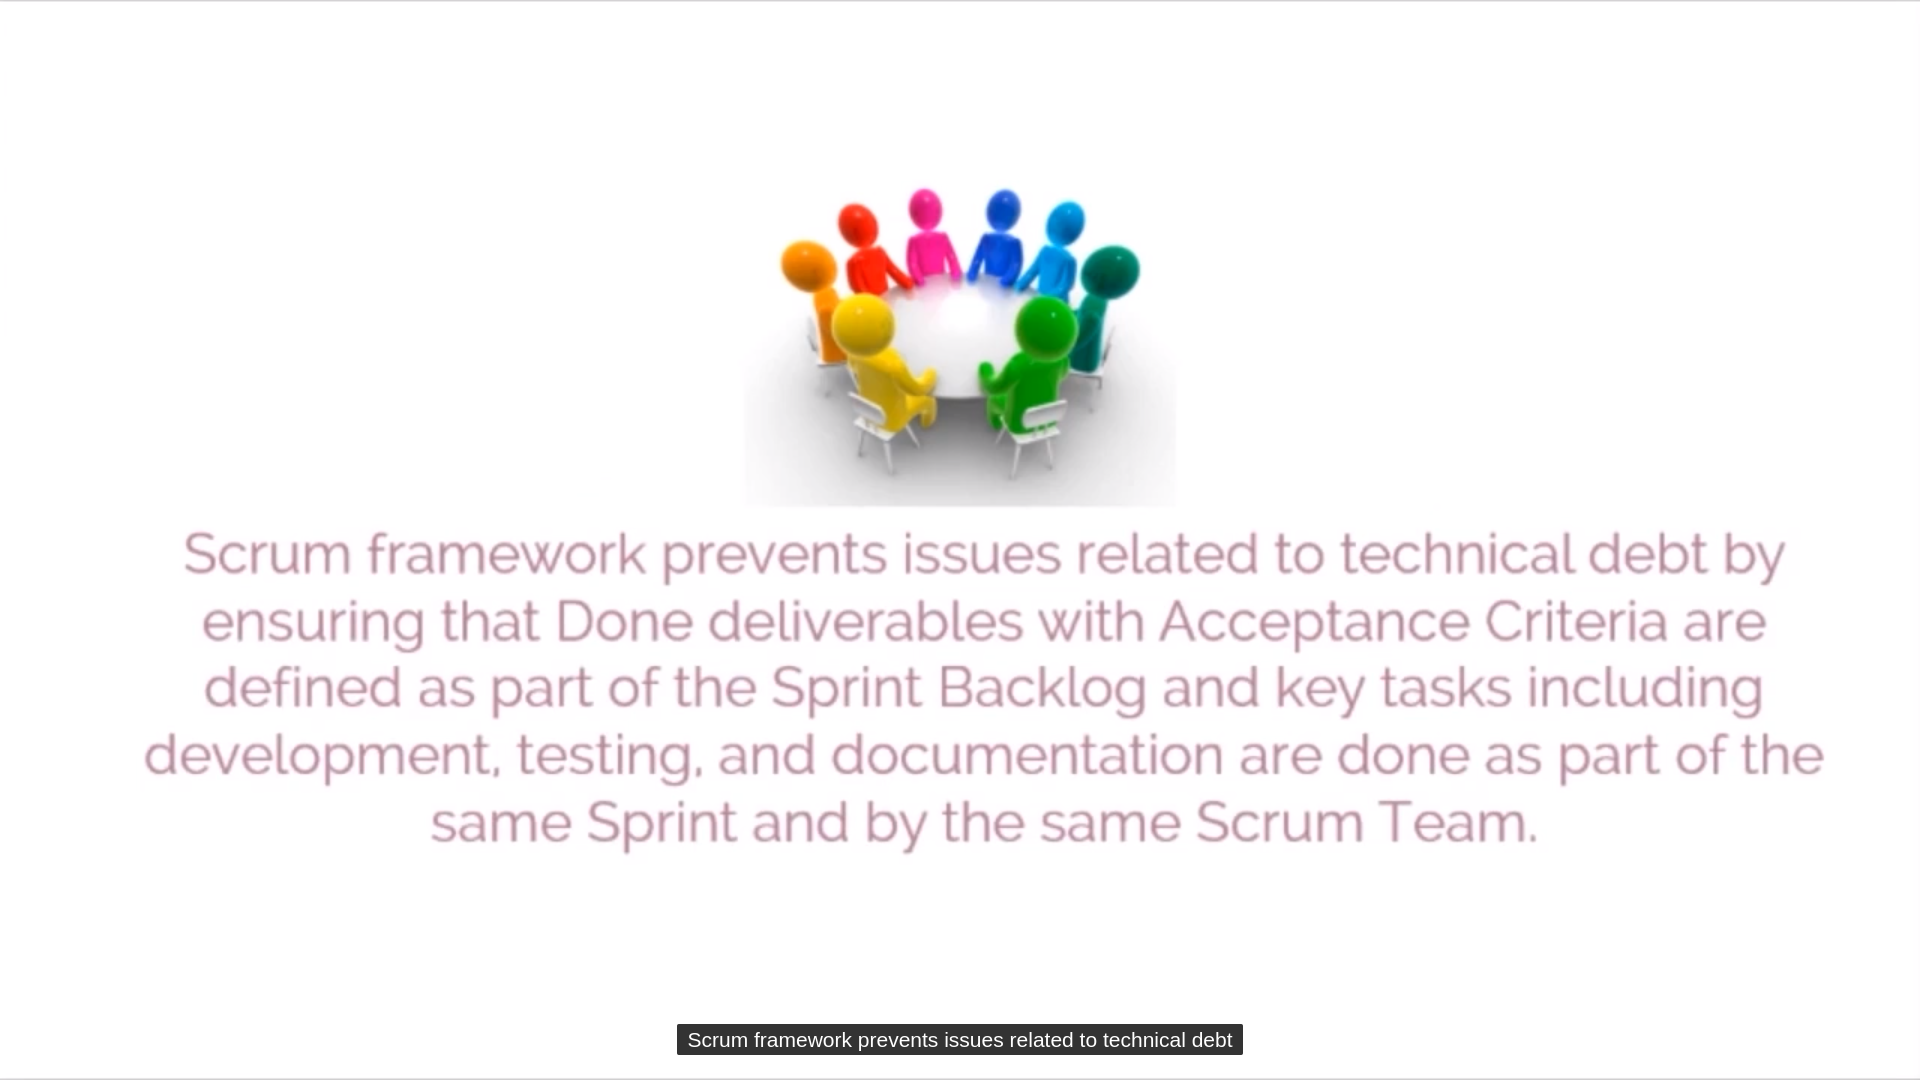 Scrum framework prevents issues related to technical debt by
ensuring that Done deliverables with Acceptance Criteria are
defined as part of the Sprint Backlog and key tasks including
development, testing, and documentation are done as part of the
same Sprint and by the same Scrum Team.
Scrum framework prevents issues related to technical debt